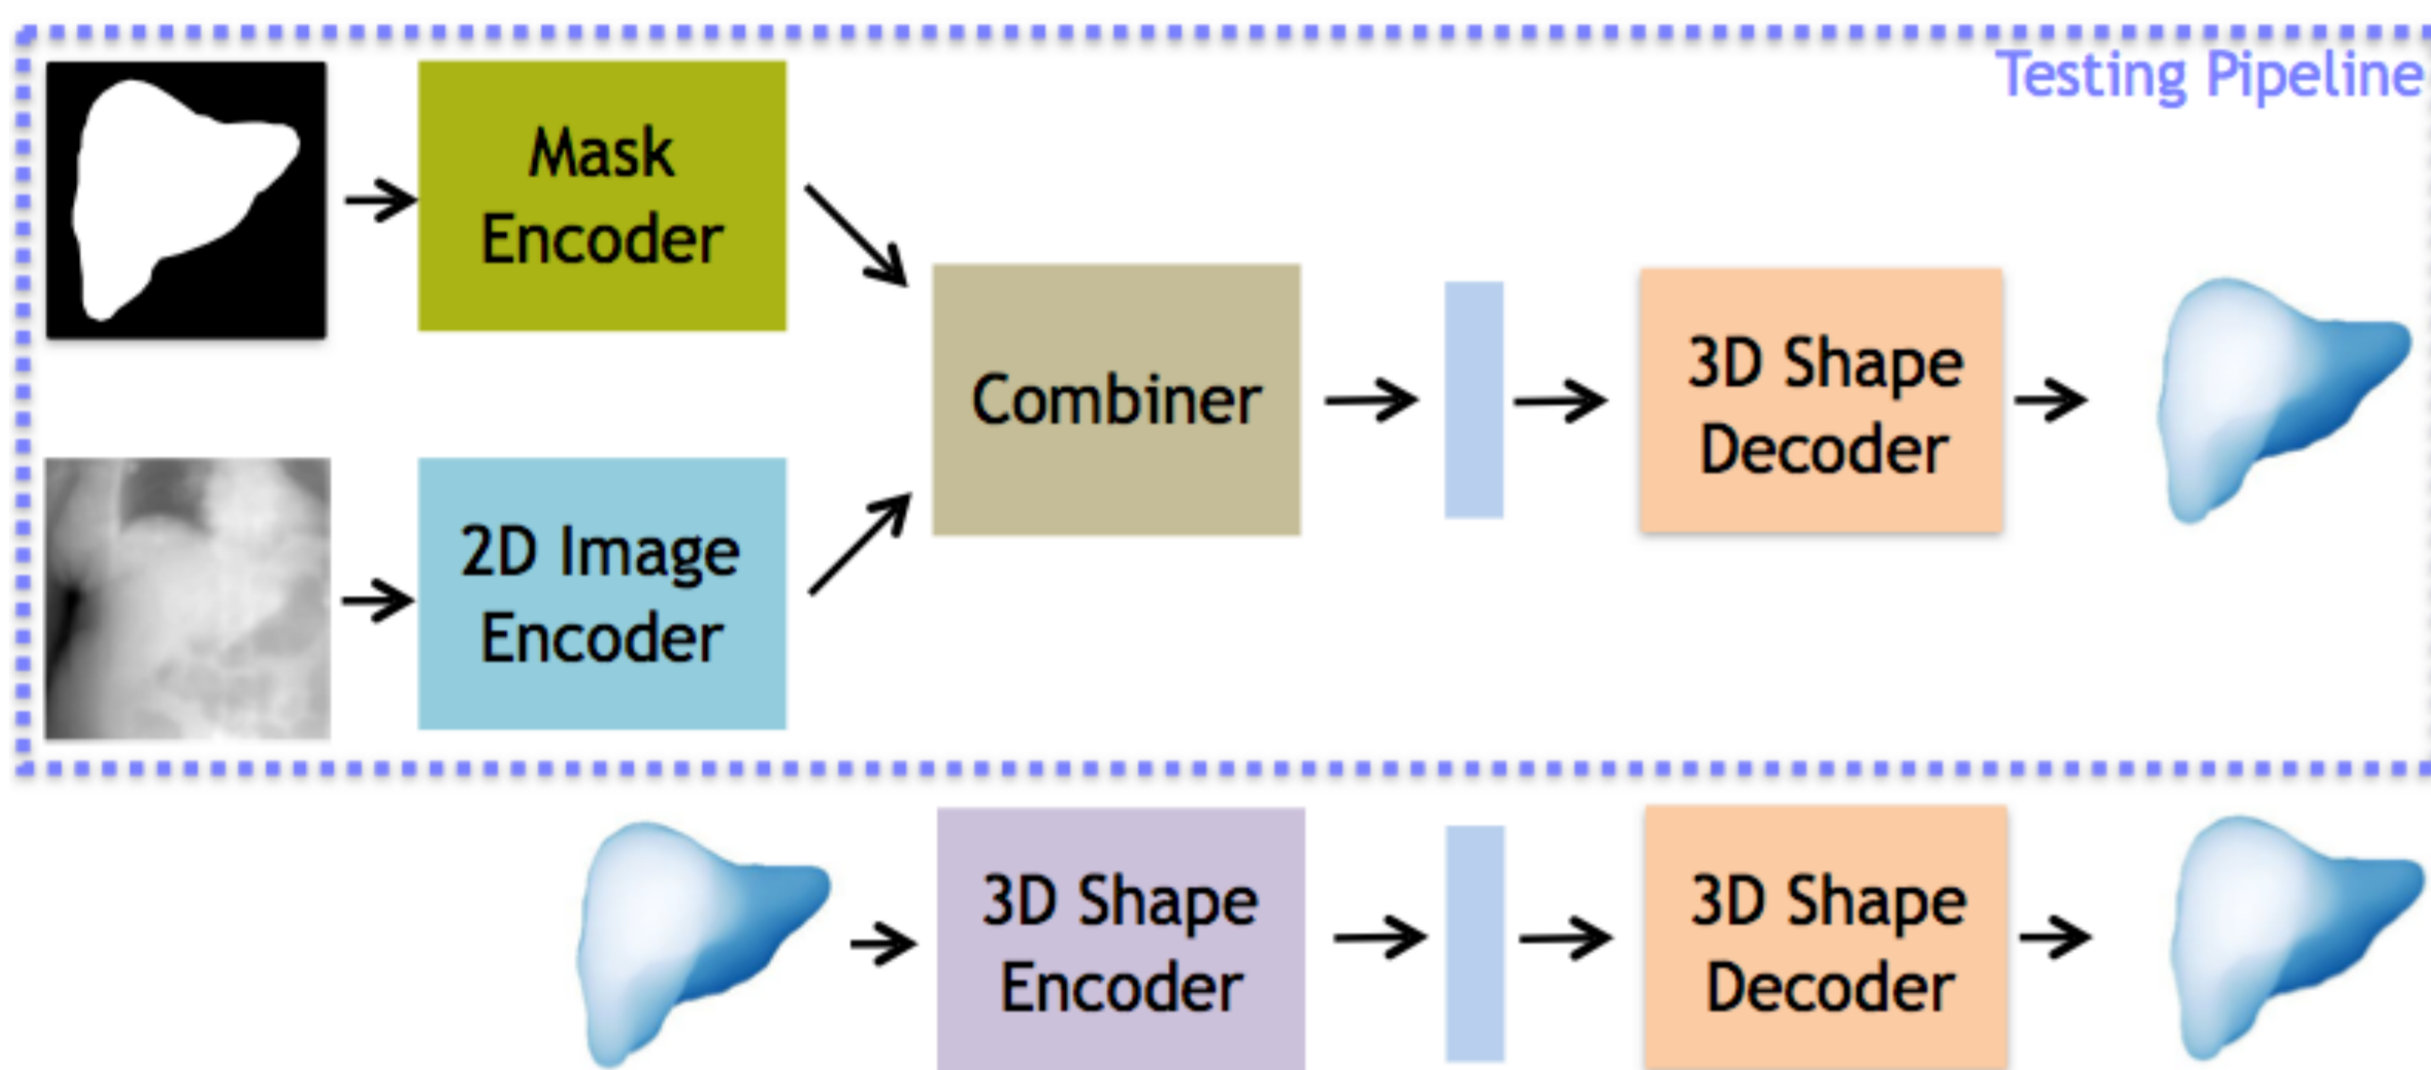 Testing Pipeline
Mask
Encoder
Combiner
3D Shape
Decoder
2D Image
Encoder
3D Shape
Encoder
3D Shape
Decoder